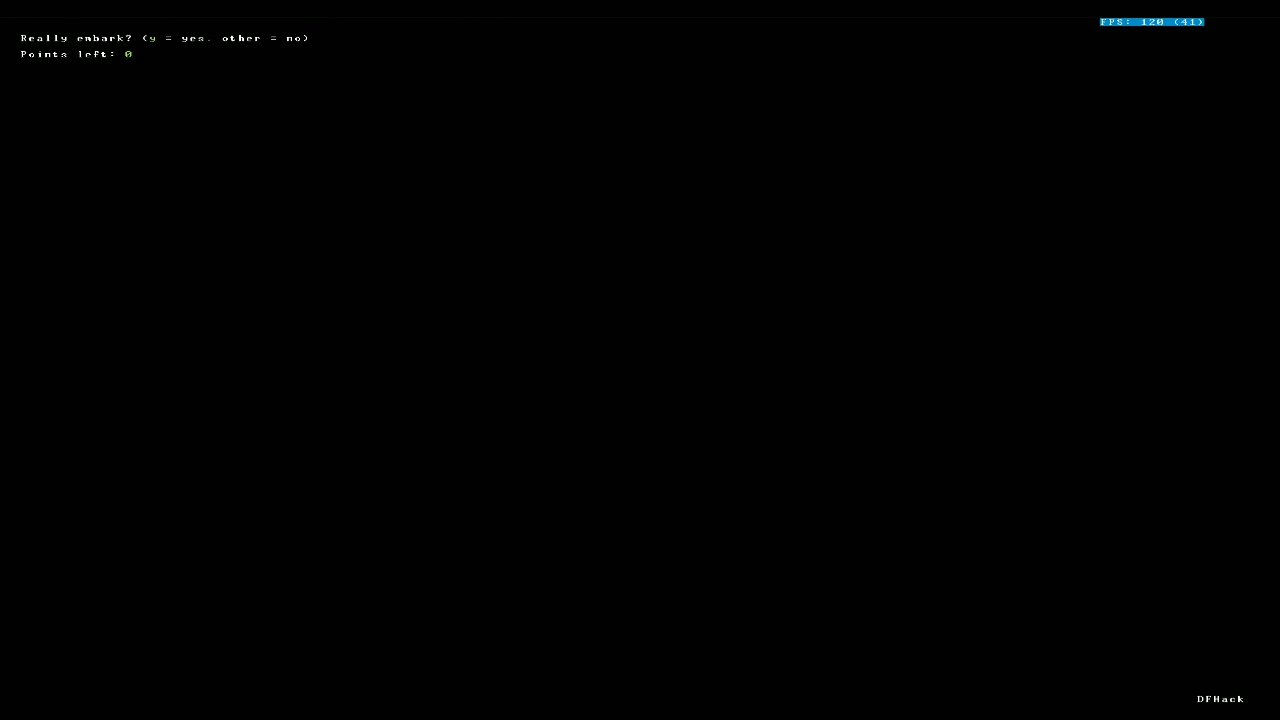 FPS: 120 (41)
Really embark? (y = yes, other = no)
Points left: 0
DFHack